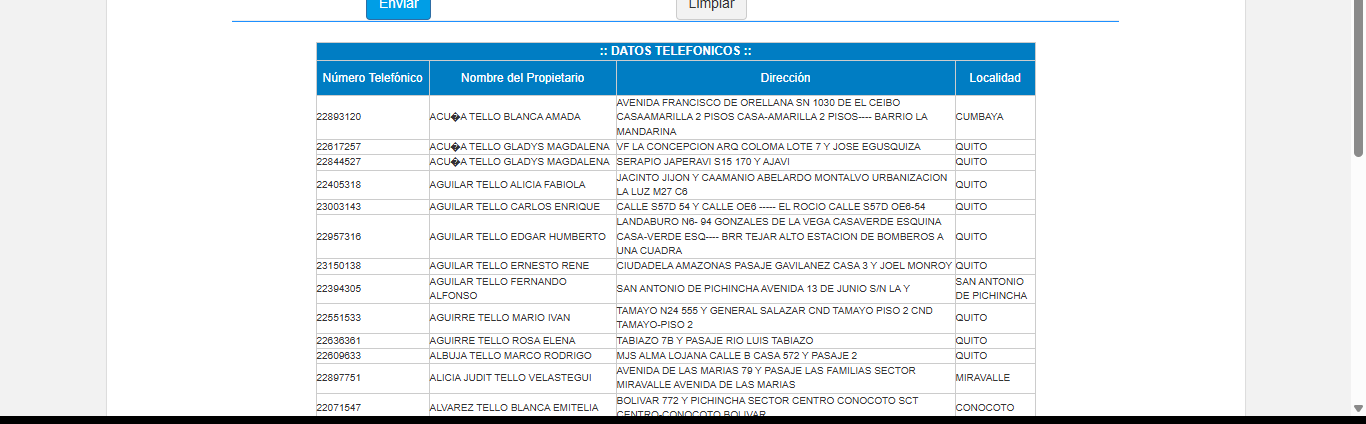 Enviar
Limpiar
:: DATOS TELEFONICOS ::
Número Telefónico Nombre del Propietario Dirección Localidad
22893120 ACU�A TELLO BLANCA AMADA AVENIDA FRANCISCO DE ORELLANA SN 1030 DE EL CEIBO
CASAAMARILLA 2 PISOS CASA-AMARILLA 2 PISOS---- BARRIO LA
MANDARINA CUMBAYA
22617257 ACU�A TELLO GLADYS MAGDALENA VF LA CONCEPCION ARQ COLOMA LOTE 7 Y JOSE EGUSQUIZA QUITO
22844527 ACU�A TELLO GLADYS MAGDALENA SERAPIO JAPERAVI S15 170 Y AJAVI QUITO
22405318 AGUILAR TELLO ALICIA FABIOLA JACINTO JIJON Y CAAMANIO ABELARDO MONTALVO URBANIZACION
LA LUZ M27 C6 QUITO
23003143 AGUILAR TELLO CARLOS ENRIQUE CALLE S57D 54 Y CALLE OE6 ----- EL ROCIO CALLE S57D OE6-54 QUITO
22957316 AGUILAR TELLO EDGAR HUMBERTO LANDABURO N6- 94 GONZALES DE LA VEGA CASAVERDE ESQUINA
CASA-VERDE ESQ---- BRR TEJAR ALTO ESTACION DE BOMBEROS A
UNA CUADRA QUITO
23150138 AGUILAR TELLO ERNESTO RENE CIUDADELA AMAZONAS PASAJE GAVILANEZ CASA 3 Y JOEL MONROY QUITO
22394305 AGUILAR TELLO FERNANDO
ALFONSO SAN ANTONIO DE PICHINCHA AVENIDA 13 DE JUNIO S/N LA Y SAN ANTONIO
DE PICHINCHA
22551533 AGUIRRE TELLO MARIO IVAN TAMAYO N24 555 Y GENERAL SALAZAR CND TAMAYO PISO 2 CND
TAMAYO-PISO 2 QUITO
22636361 AGUIRRE TELLO ROSA ELENA TABIAZO 7B Y PASAJE RIO LUIS TABIAZO QUITO
22609633 ALBUJA TELLO MARCO RODRIGO MJS ALMA LOJANA CALLE B CASA 572 Y PASAJE 2 QUITO
22897751 ALICIA JUDIT TELLO VELASTEGUI AVENIDA DE LAS MARIAS 79 Y PASAJE LAS FAMILIAS SECTOR
MIRAVALLE AVENIDA DE LAS MARIAS MIRAVALLE
22071547 ALVAREZ TELLO BLANCA EMITELIA BOLIVAR 772 Y PICHINCHA SECTOR CENTRO CONOCOTO SCT
CENTRO-CONOCOTO BOLIVAR CONOCOTO